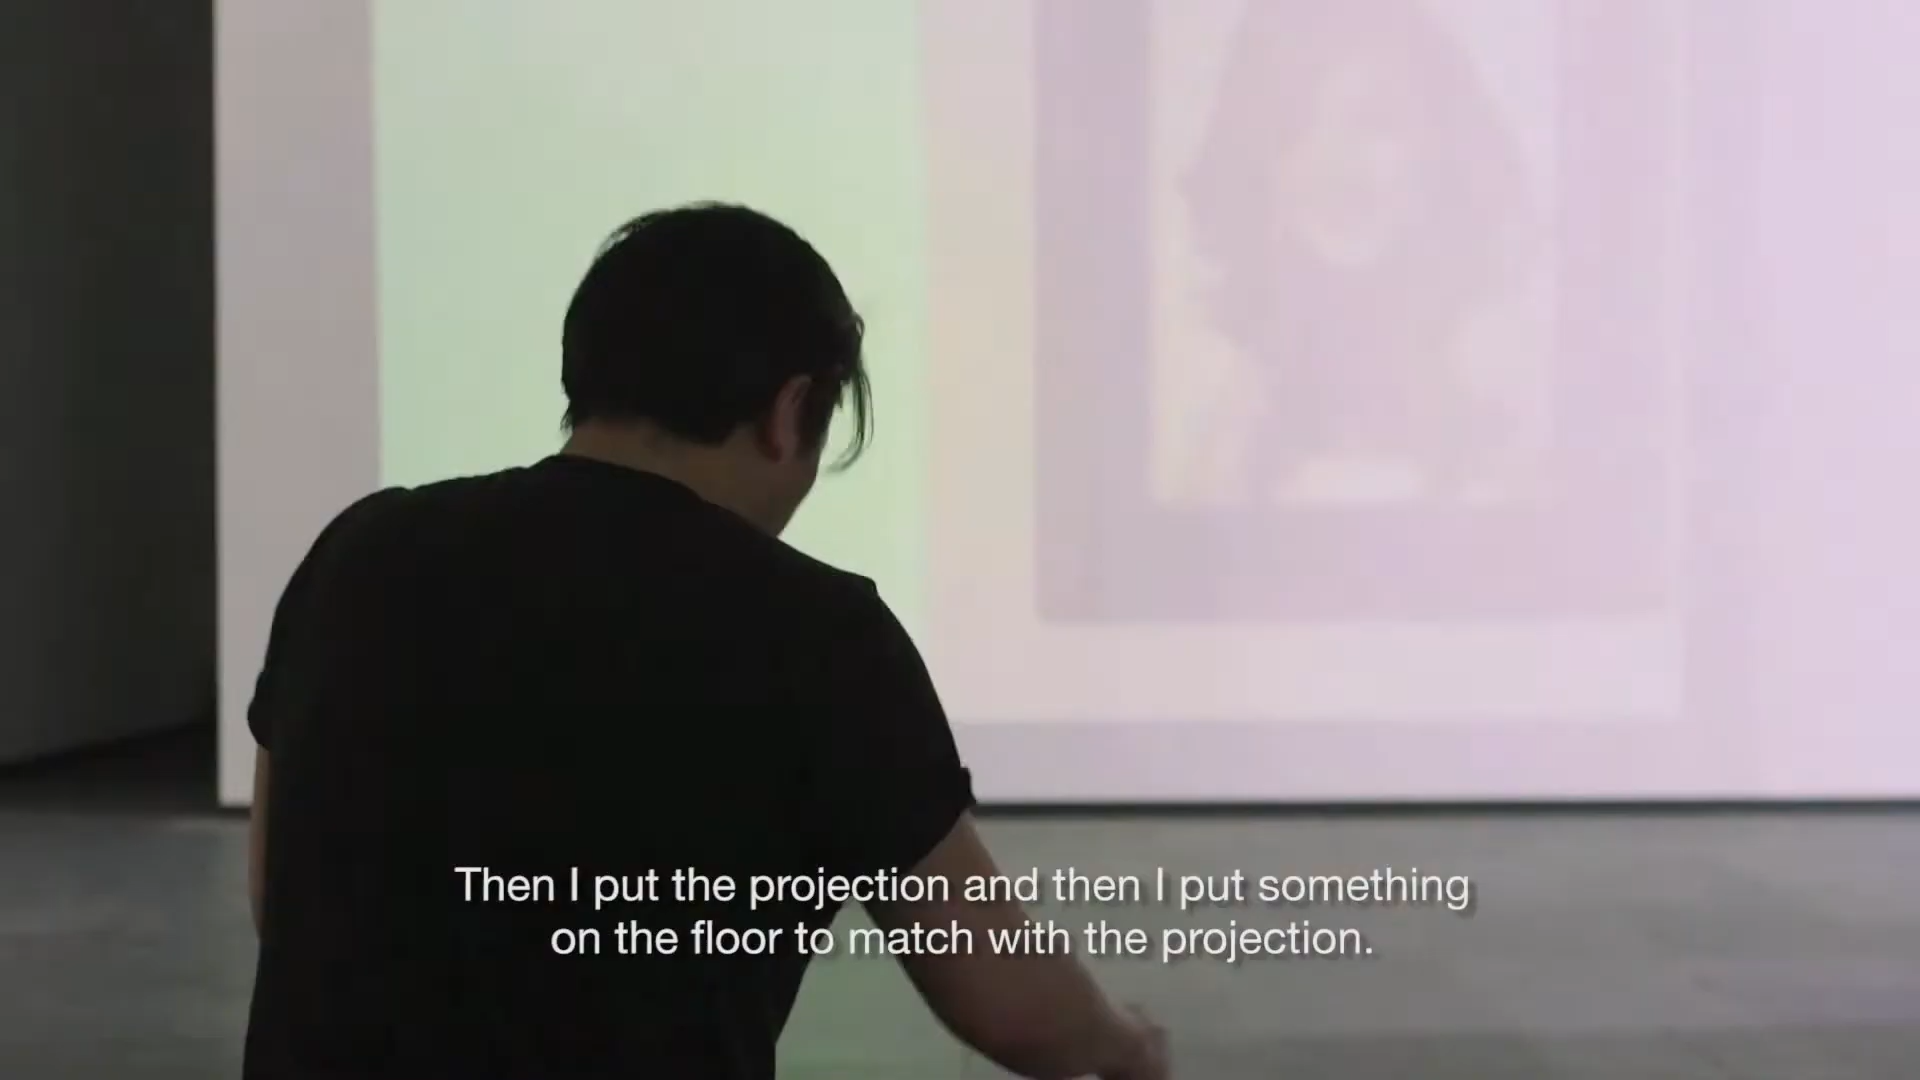 Then I put the projection and then I put something
on the floor to match with the projection.